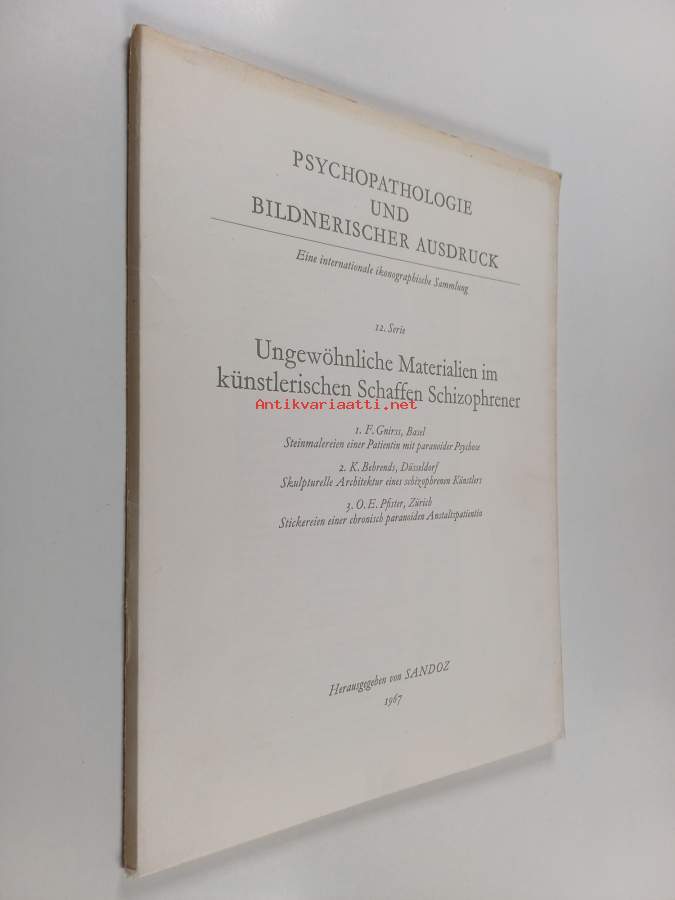 PSYCHOPATHOLOGIE
UND
BILDNERISCHER AUSDRUCK
Eine internationale ikonographische Sammlung
12. Serie
Ungewöhnliche Materialien im
künstlerischen Schaffen Schizophrener
Antikvariaatti.net
1. F. Gnirss, Basel
Steinmalereien einer Patientin mit paranoider Psychose
2. K. Behrends, Düsseldorf
Skulpturelle Architektur eines schizophrenen Künstlers
3. O. E. Pfister, Zürich
Stickereien einer chronisch paranoiden Anstaltspatientin
Herausgegeben von SANDOZ
1967